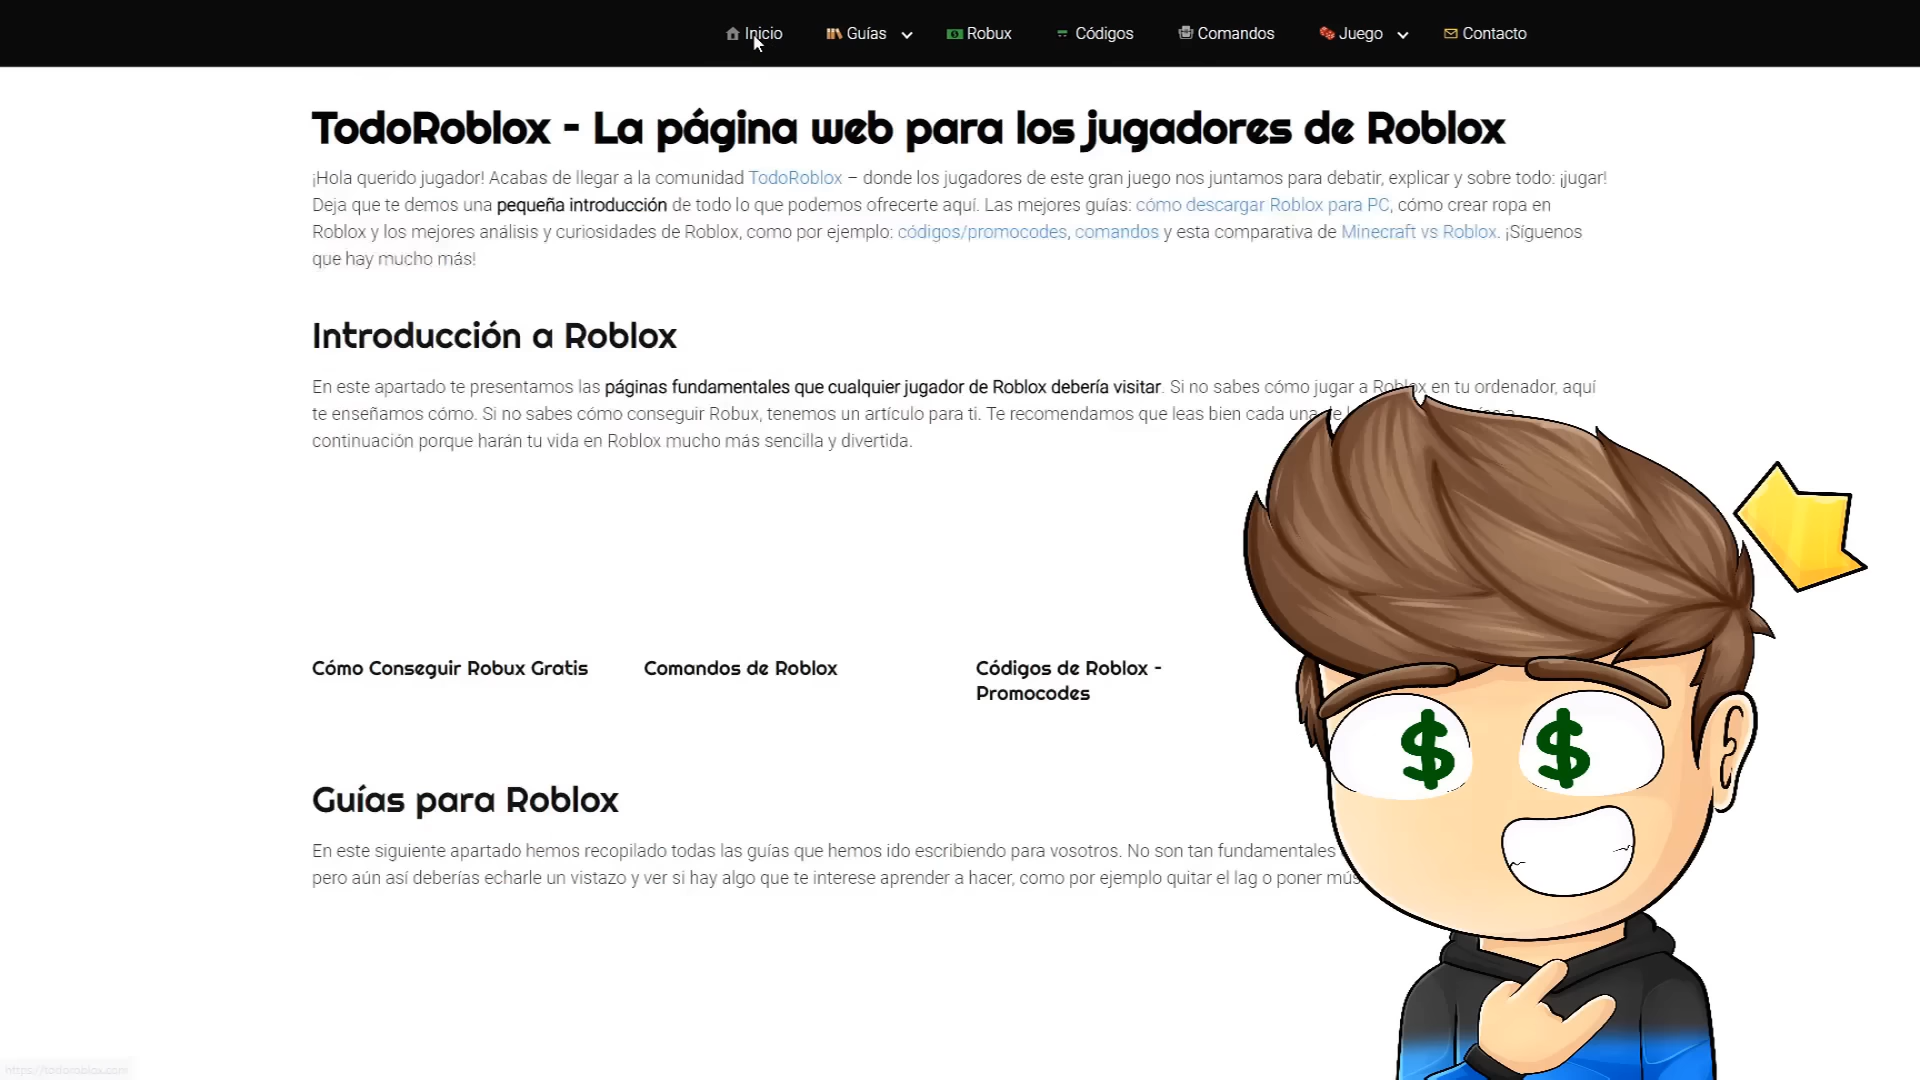 Inicio Guías Robux Códigos Comandos Juego Contacto
TodoRoblox - La página web para los jugadores de Roblox
¡Hola querido jugador! Acabas de llegar a la comunidad TodoRoblox – donde los jugadores de este gran juego nos juntamos para debatir, explicar y sobre todo: ¡jugar!
Deja que te demos una pequeña introducción de todo lo que podemos ofrecerte aquí. Las mejores guías: cómo descargar Roblox para PC, cómo crear ropa en
Roblox y los mejores análisis y curiosidades de Roblox, como por ejemplo: códigos/promocodes, comandos y esta comparativa de Minecraft vs Roblox. ¡Síguenos
que hay mucho más!
Introducción a Roblox
En este apartado te presentamos las páginas fundamentales que cualquier jugador de Roblox debería visitar. Si no sabes cómo jugar a Roblox en tu ordenador, aquí
te enseñamos cómo. Si no sabes cómo conseguir Robux, tenemos un artículo para ti. Te recomendamos que leas bien cada una de
continuación porque harán tu vida en Roblox mucho más sencilla y divertida.
Cómo Conseguir Robux Gratis
Comandos de Roblox
Códigos de Roblox -
Promocodes
Guías para Roblox
En este siguiente apartado hemos recopilado todas las guías que hemos ido escribiendo para vosotros. No son tan fundamentales
pero aún así deberías echarle un vistazo y ver si hay algo que te interese aprender a hacer, como por ejemplo quitar el lag o poner
$ $
https://todoroblox.com